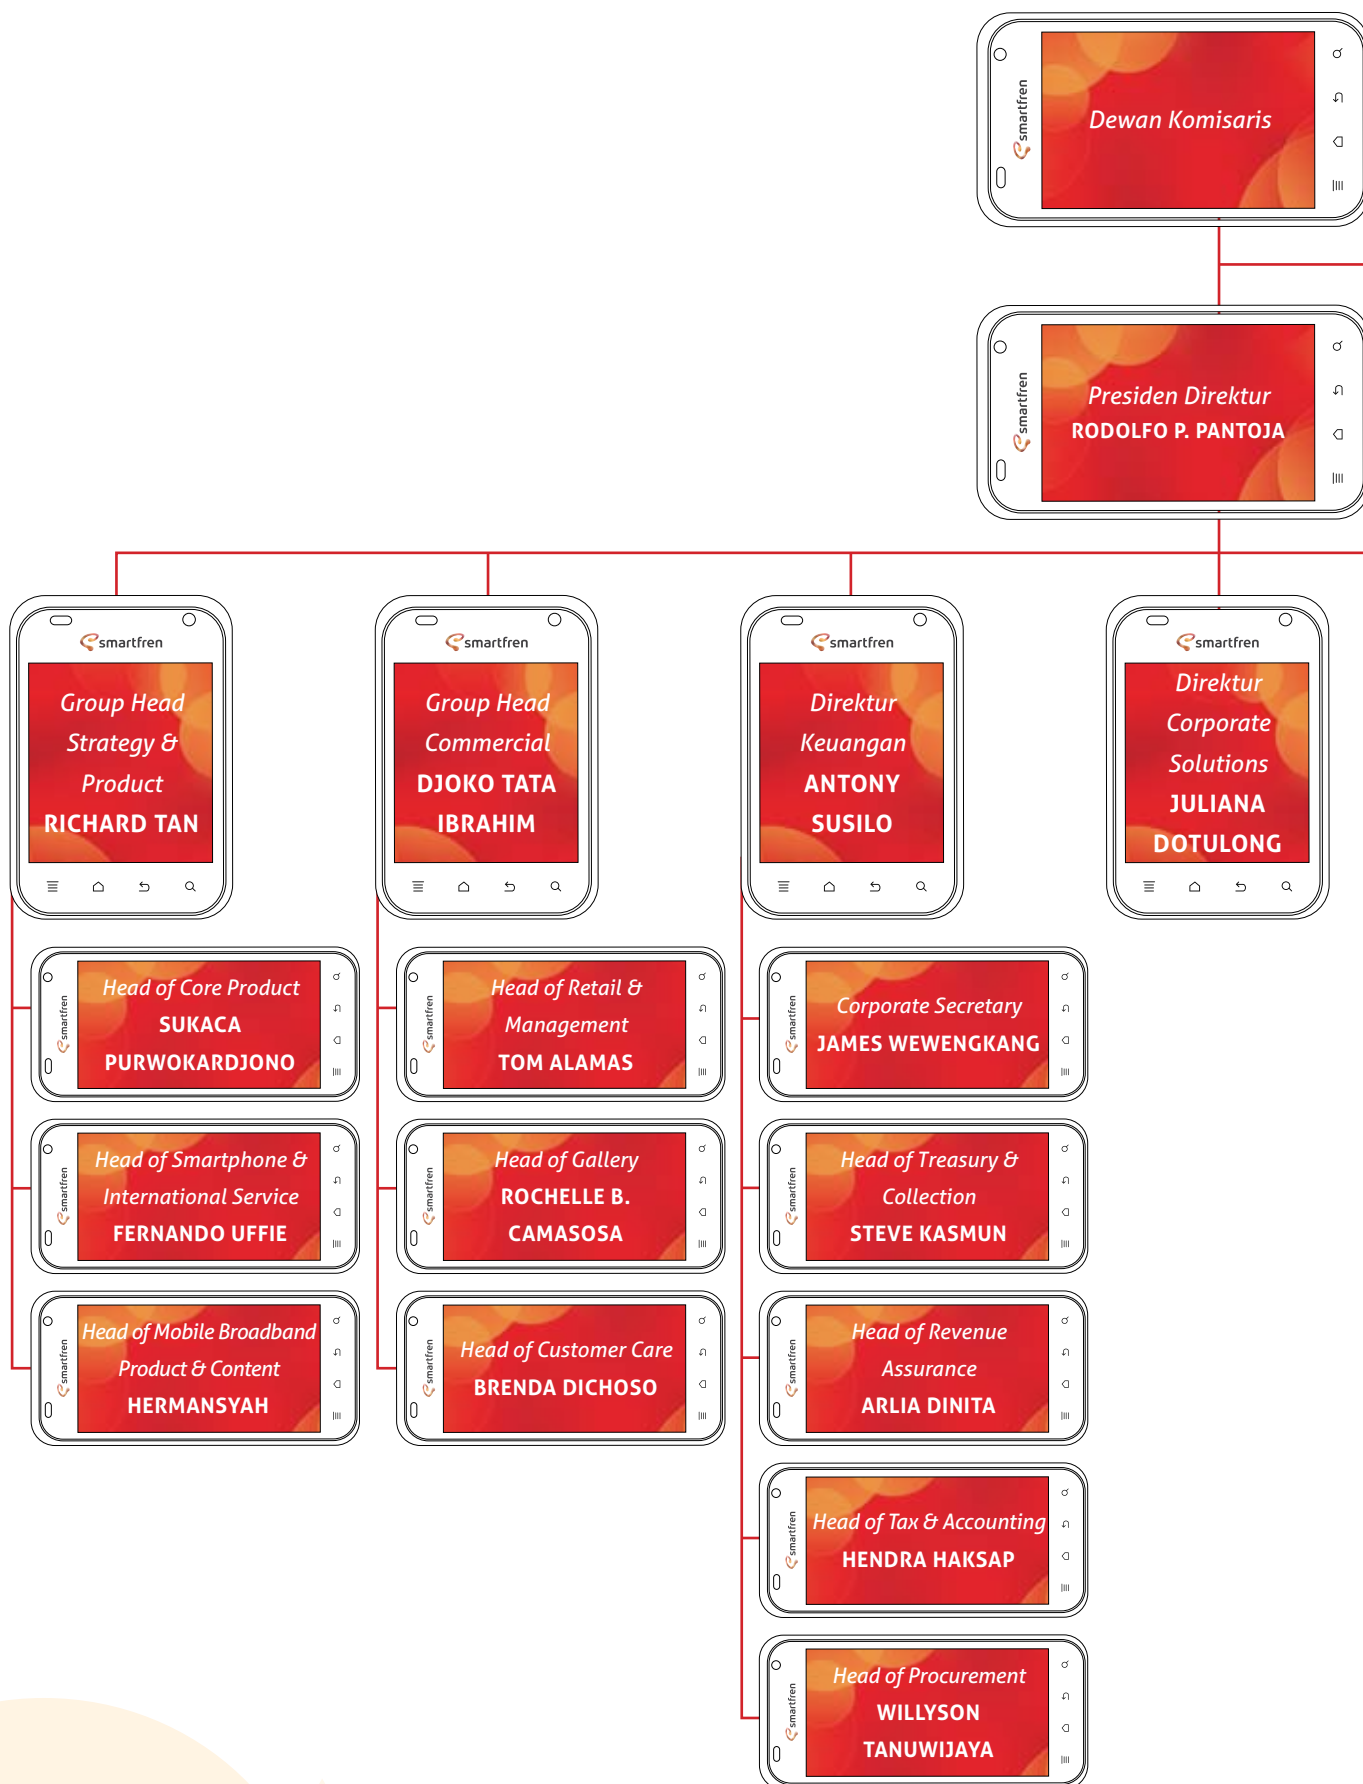 smartfren
Dewan Komisaris
smartfren
Presiden Direktur
RODOLFO P. PANTOJA
smartfren
Group Head
Strategy &
Product
RICHARD TAN
smartfren
Group Head
Commercial
DJOKO TATA
IBRAHIM
smartfren
Direktur
Keuangan
ANTONY
SUSILO
smartfren
Direktur
Corporate
Solutions
JULIANA
DOTULONG
smartfren
Head of Core Product
SUKACA
PURWOKARDJONO
smartfren
Head of Smartphone &
International Service
FERNANDO UFFIE
smartfren
Head of Mobile Broadband
Product & Content
HERMANSYAH
smartfren
Head of Retail &
Management
TOM ALAMAS
smartfren
Head of Gallery
ROCHELLE B.
CAMASOSA
smartfren
Head of Customer Care
BRENDA DICHOSO
smartfren
Corporate Secretary
JAMES WEWENGKANG
smartfren
Head of Treasury &
Collection
STEVE KASMUN
smartfren
Head of Revenue
Assurance
ARLIA DINITA
smartfren
Head of Tax & Accounting
HENDRA HAKSAP
smartfren
Head of Procurement
WILLYSON
TANUWIJAYA